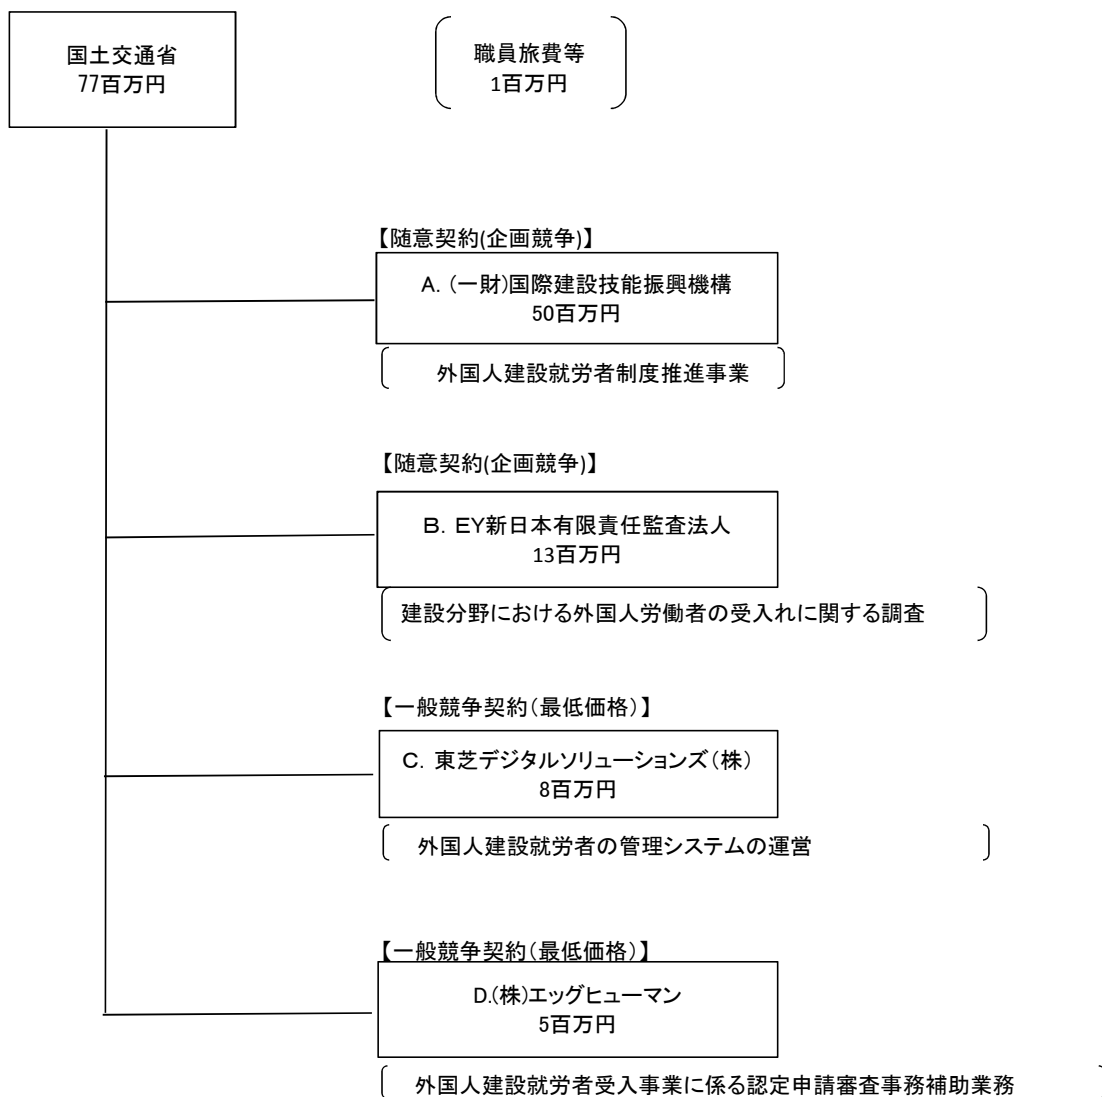 国土交通省
77百万円
職員旅費等
1百万円
【随意契約(企画競争)】
A. (一財)国際建設技能振興機構
50百万円
外国人建設就労者制度推進事業
【随意契約(企画競争)】
B. EY新日本有限責任監査法人
13百万円
建設分野における外国人労働者の受入れに関する調査
【一般競争契約(最低価格)】
C. 東芝デジタルソリューションズ(株)
8百万円
外国人建設就労者の管理システムの運営
【一般競争契約(最低価格)】
D.(株)エッグヒューマン
5百万円
外国人建設就労者受入事業に係る認定申請審査事務補助業務